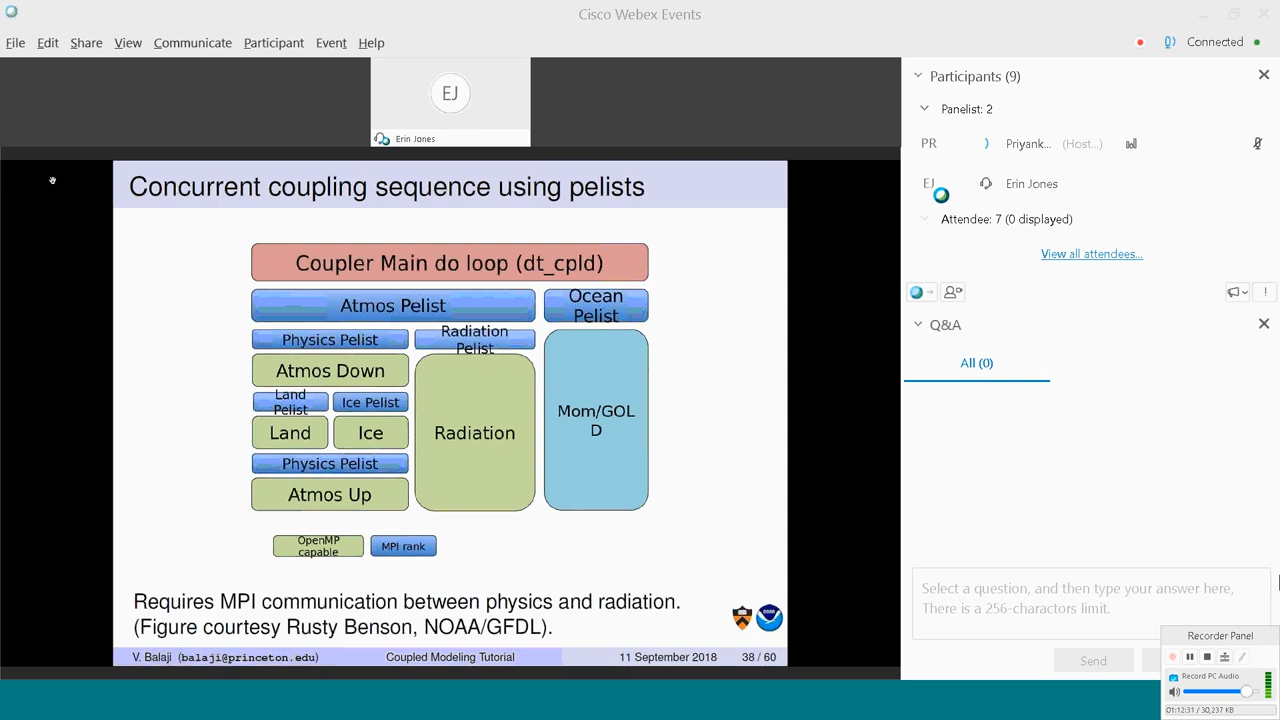 Cisco Webex Events
File Edit Share View Communicate Participant Event Help
Connected
EJ
Erin Jones
Concurrent coupling sequence using pelists
Coupler Main do loop (dt_cpld)
Atmos Pelist
Ocean
Pelist
Physics Pelist
Radiation
Pelist
Atmos Down
Land
Pelist
Ice Pelist
Land
Ice
Physics Pelist
Atmos Up
Radiation
Mom/GOL
D
OpenMP
capable
MPI rank
Requires MPI communication between physics and radiation.
(Figure courtesy Rusty Benson, NOAA/GFDL).
NOAA
V. Balaji (balaji@princeton.edu) Coupled Modeling Tutorial 11 September 2018 38 / 60
Participants (9)
Panelist: 2
PR Priyank... (Host...)
EJ Erin Jones
Attendee: 7 (0 displayed)
View all attendees...
Q&A
All (0)
Select a question, and then type your answer here,
There is a 256-charactors limit.
Send
Recorder Panel
Record PC Audio
01:12:31 / 30,237 KB